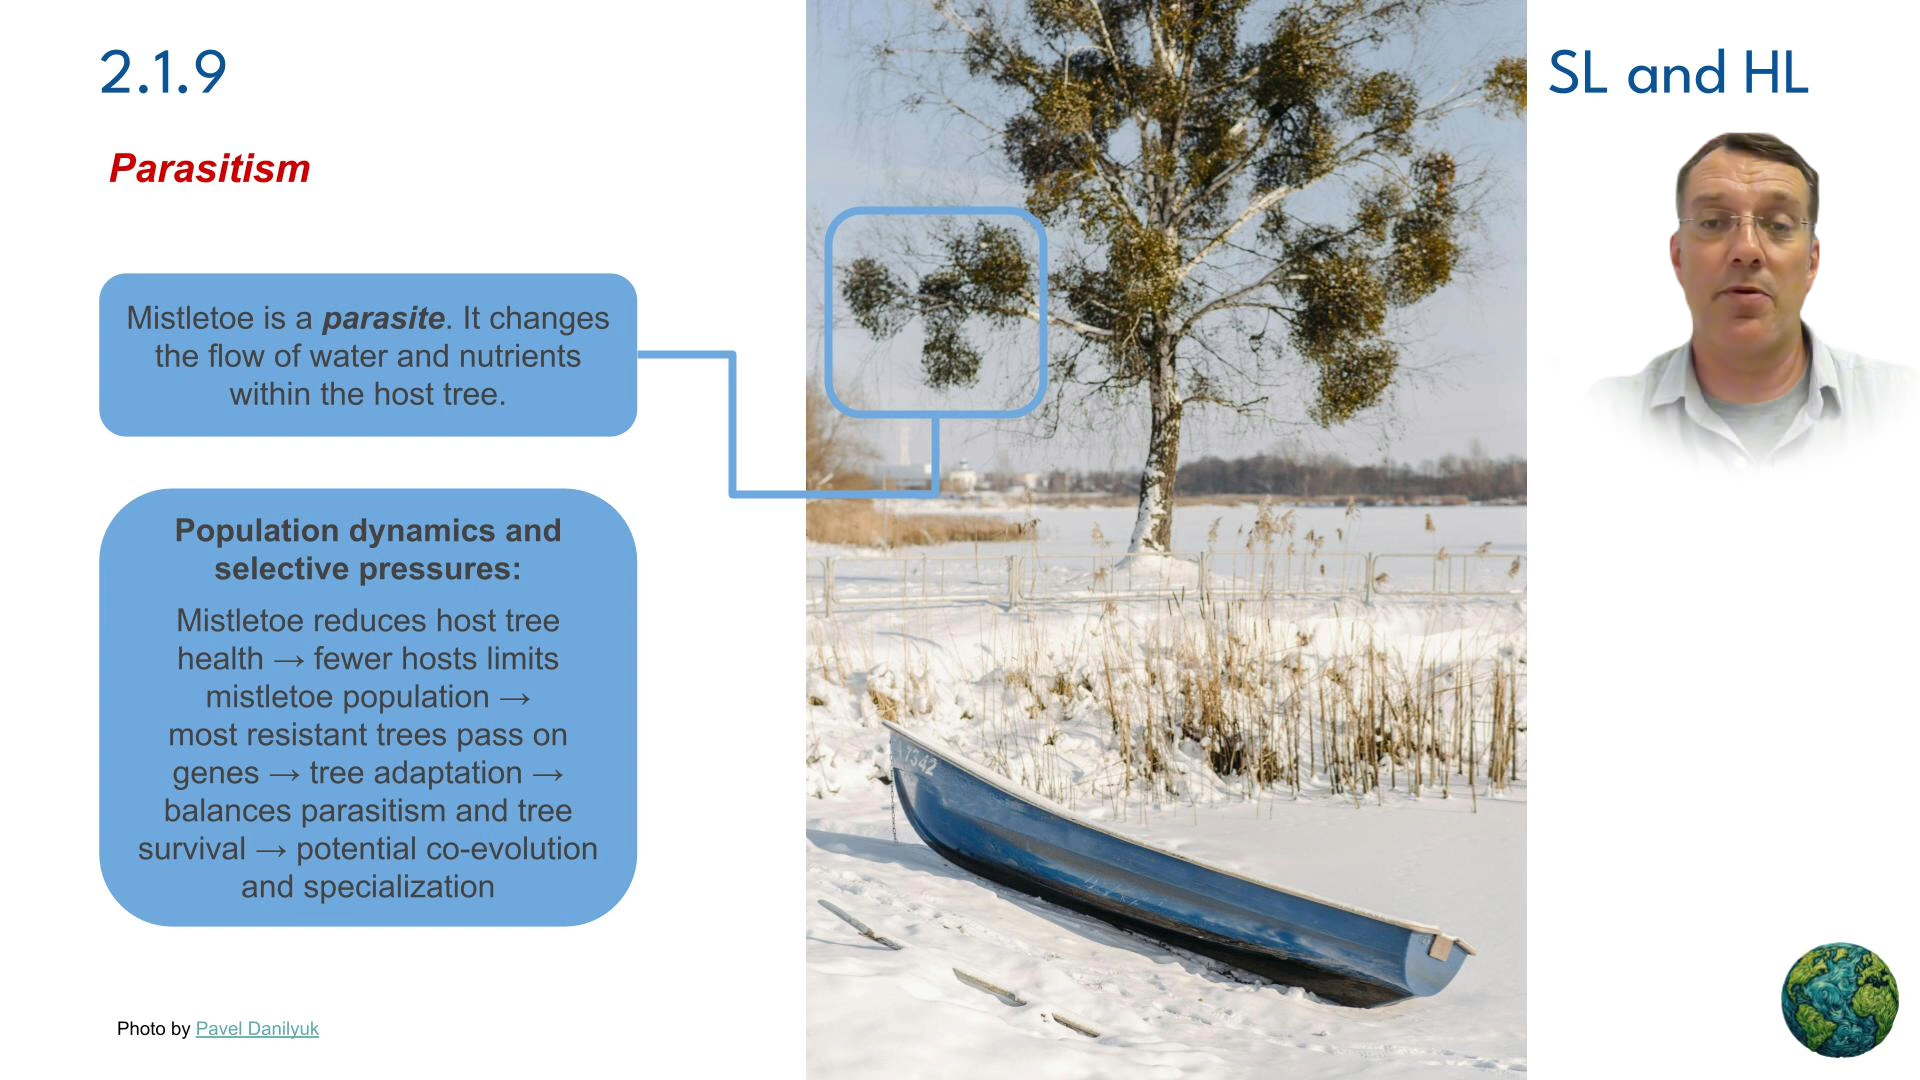 2.1.9
SL and HL
Parasitism
Mistletoe is a parasite. It changes
the flow of water and nutrients
within the host tree.
Population dynamics and
selective pressures:
Mistletoe reduces host tree
health → fewer hosts limits
mistletoe population →
most resistant trees pass on
genes → tree adaptation →
balances parasitism and tree
survival → potential co-evolution
and specialization
1342
Photo by Pavel Danilyuk